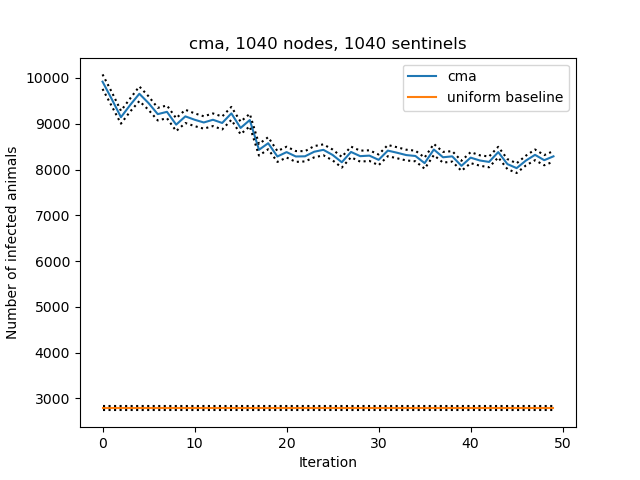 cma, 1040 nodes, 1040 sentinels
cma
uniform baseline
Number of infected animals
10000
9000
8000
7000
6000
5000
4000
3000
0 10 20 30 40 50
Iteration